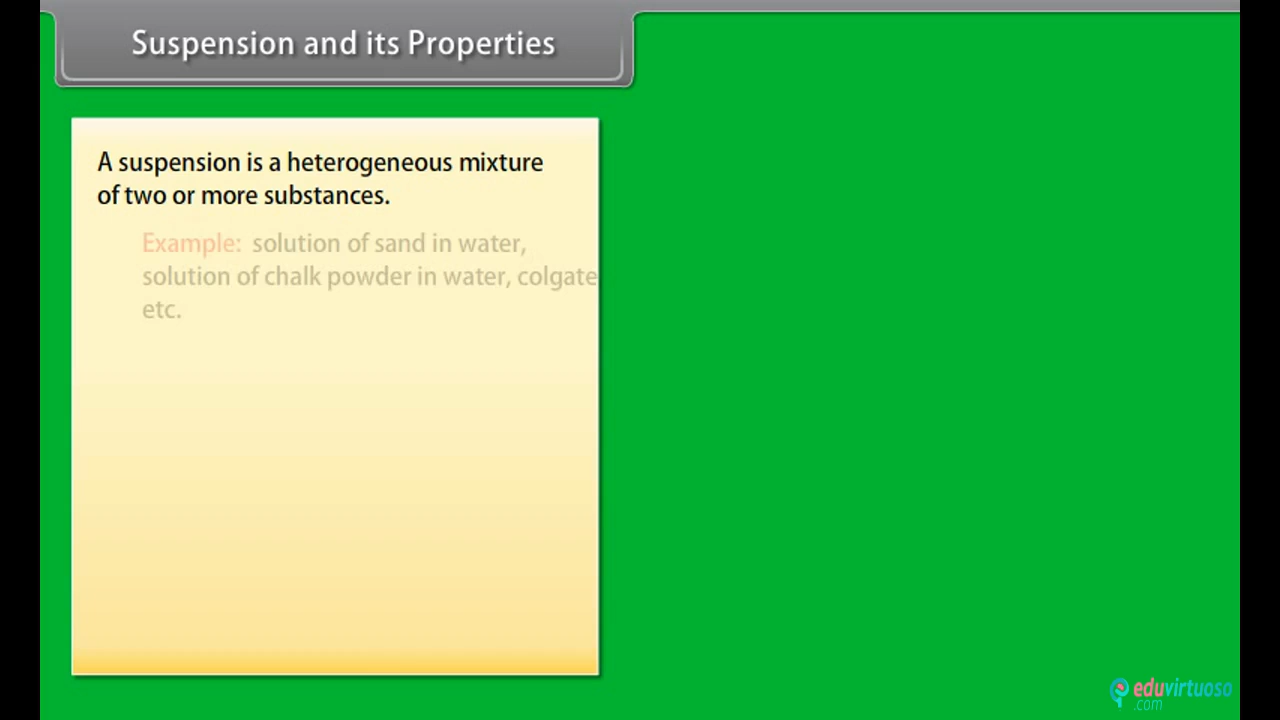 Suspension and its Properties
A suspension is a heterogeneous mixture
of two or more substances.
Example: solution of sand in water,
solution of chalk powder in water, colgate
etc.
eduvirtuoso
.com